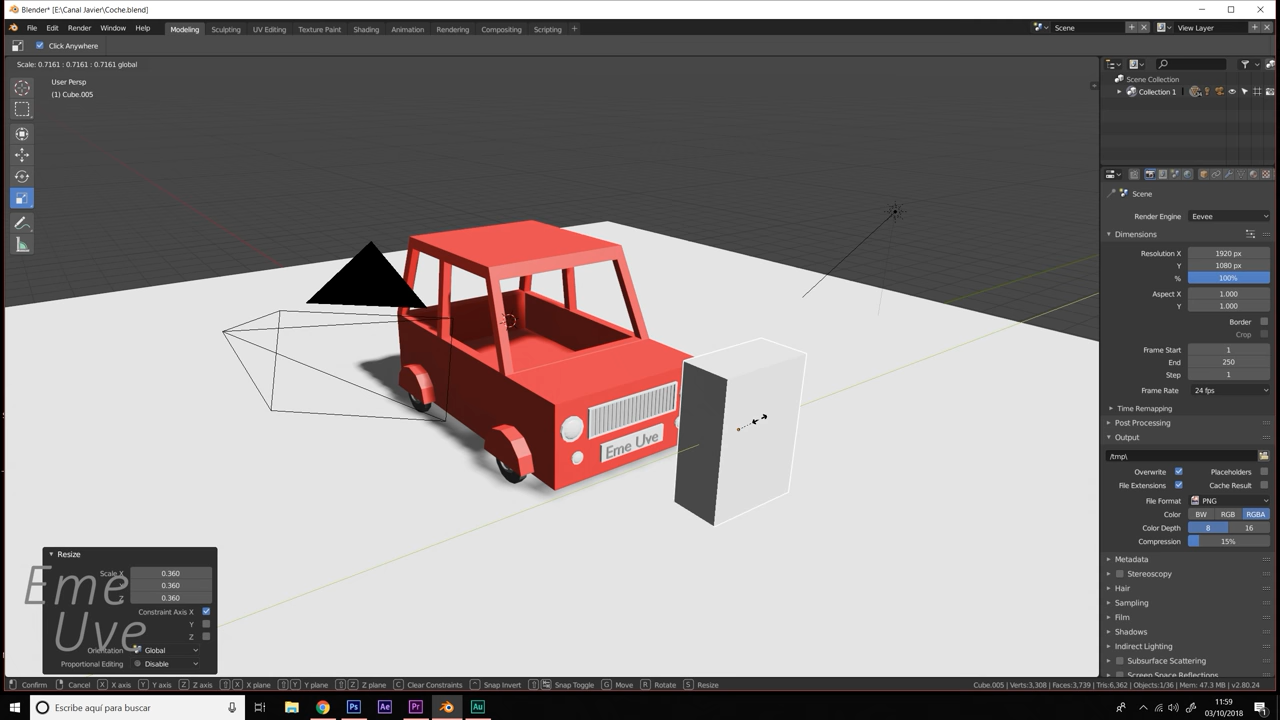 Blender* [E:\Canal Javier\Coche.blend]
File Edit Render Window Help
Modeling Sculpting UV Editing Texture Paint Shading Animation Rendering Compositing Scripting +
Scene
View Layer
Click Anywhere
Scale: 0.7161 : 0.7161 : 0.7161 global
User Persp
(1) Cube.005
Scene Collection
Collection 1
Scene
Render Engine Eevee
Dimensions
Resolution X 1920 px
Y 1080 px
% 100%
Aspect X 1.000
Y 1.000
Border
Crop
Frame Start 1
End 250
Step 1
Frame Rate 24 fps
Time Remapping
Post Processing
Output
/tmp\
Overwrite Placeholders
File Extensions Cache Result
File Format PNG
Color BW RGB RGBA
Color Depth 8 16
Compression 15%
Metadata
Stereoscopy
Hair
Sampling
Film
Shadows
Indirect Lighting
Subsurface Scattering
Screen Space Reflections
Eme Uve
Resize
Scale X 0.360
0.360
Z 0.360
Constraint Axis X
Y
Z
Orientation Global
Proportional Editing Disable
Eme
Uve
Confirm Cancel X X axis Y Y axis Z Z axis X X plane Y Y plane Z Z plane C Clear Constraints Snap Invert Snap Toggle G Move R Rotate S Resize
Cube.005 | Verts:3,308 | Faces:3,739 | Tris:6,362 | Objects:1/36 | Mem: 47.3 MB | v2.80.24
Escribe aquí para buscar
Ps Ae Pr Au
11:59
03/10/2018